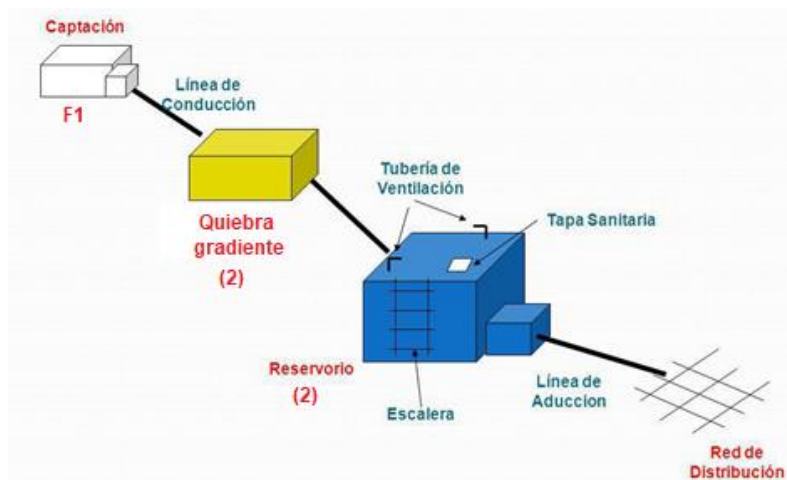 Captación
Línea de
Conducción
F1
Tubería de
Ventilación
Tapa Sanitaria
Quiebra
gradiente
(2)
Reservorio
(2)
Escalera
Línea de
Aduccion
Red de
Distribución